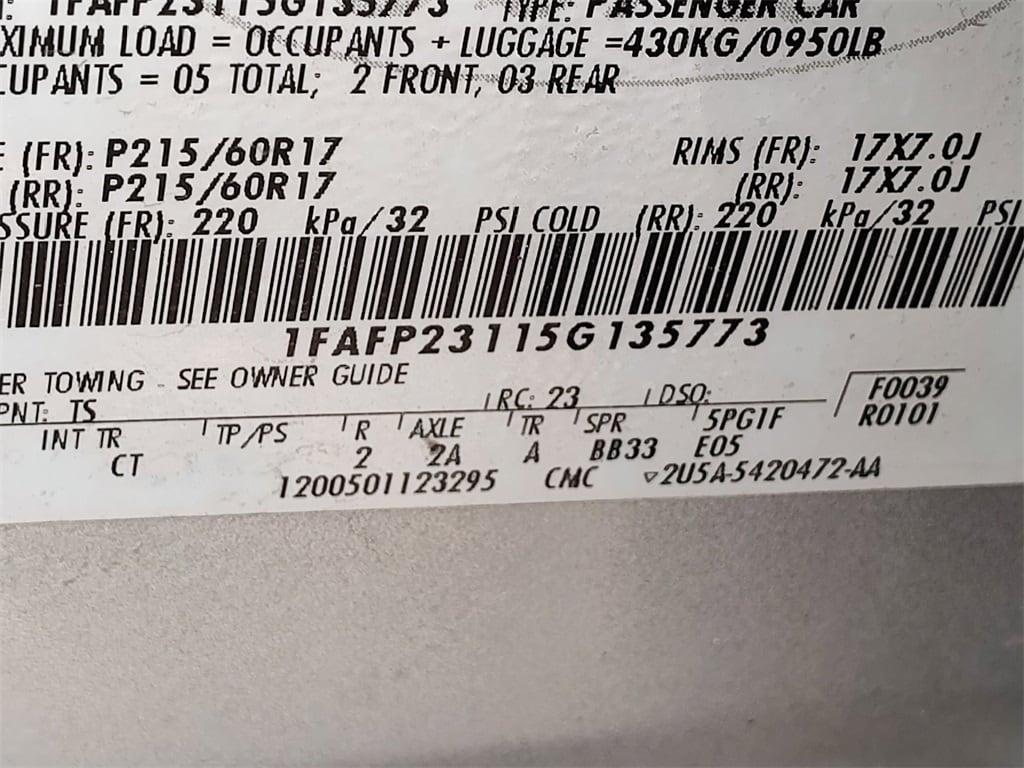 : 1FAFP23115G135773 TYPE: PASSENGER CAR
XIMUM LOAD = OCCUPANTS + LUGGAGE =430KG/0950LB
CUPANTS = 05 TOTAL; 2 FRONT, 03 REAR
E (FR): P215/60R17 RIMS (FR): 17X7.0J
(RR): P215/60R17 (RR): 17X7.0J
SSURE (FR): 220 kPa/32 PSI COLD (RR): 220 kPa/32 PSI
1FAFP23115G135773
ER TOWING - SEE OWNER GUIDE
PNT: TS RC: 23 DSO: F0039
INT TR TP/PS R AXLE TR SPR 5PG1F R0101
CT 2 2A A BB33 E05
1200501123295 CMC ▽2U5A-5420472-AA